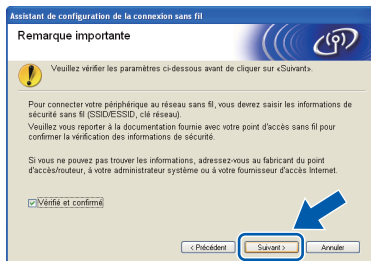 Assistant de configuration de la connexion sans fil
Remarque importante
Veuillez vérifier les paramètres ci-dessous avant de cliquer sur «Suivant».
Pour connecter votre périphérique au réseau sans fil, vous devrez saisir les informations de
sécurité sans fil (SSID/ESSID, clé réseau).
Veuillez vous reporter à la documentation fournie avec votre point d'accès sans fil pour
confirmer la vérification des informations de sécurité.
Si vous ne pouvez pas trouver les informations, adressez-vous au fabricant du point
d'accès/routeur, à votre administrateur système ou à votre fournisseur d'accès Internet.
Vérifié et confirmé
< Précédent Suivant > Annuler